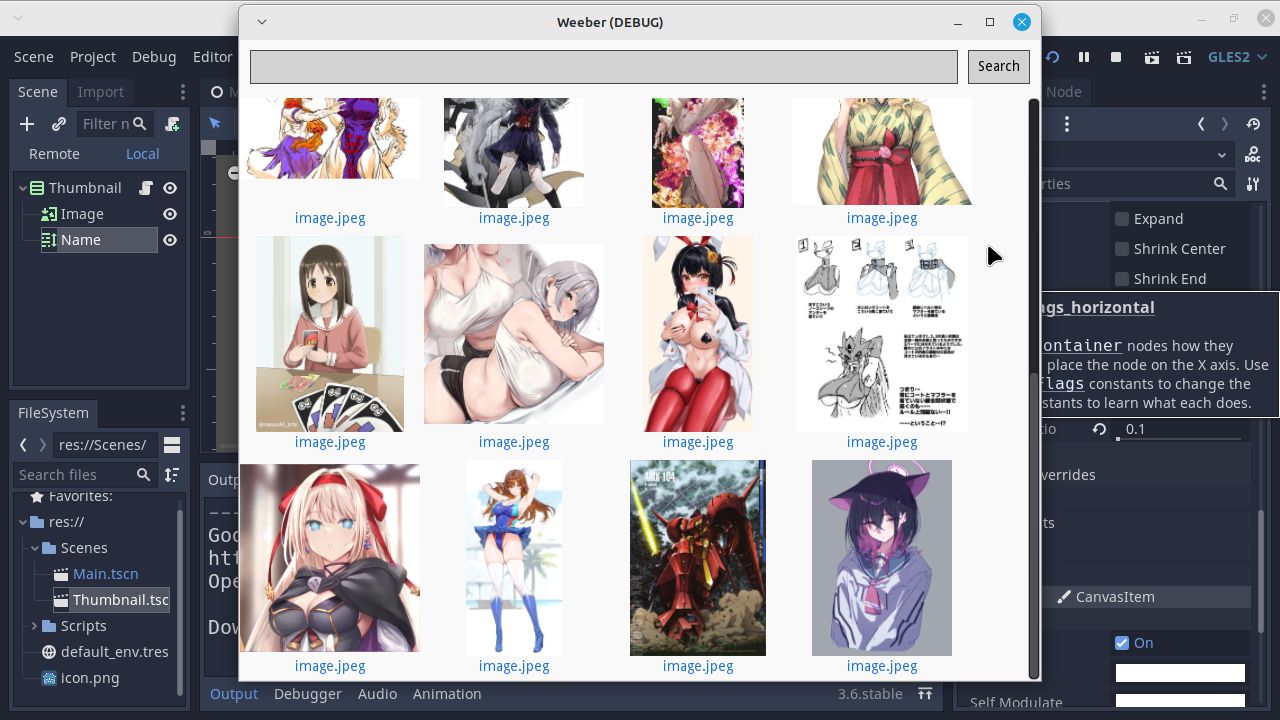 Weeber (DEBUG)
Scene
Project
Debug
Editor
GLES2
Search
Scene
Import
Node
Filter n
Remote
Local
Thumbnail
Image
Name
image.jpeg
image.jpeg
image.jpeg
image.jpeg
rties
Expand
Shrink Center
Shrink End
ags_horizontal
ontainer nodes how they
place the node on the X axis. Use
Flags constants to change the
stants to learn what each does.
tio
0.1
verrides
ts
CanvasItem
On
Self Modulate
@naoyuki_artz
image.jpeg
image.jpeg
image.jpeg
image.jpeg
AMX-104
image.jpeg
image.jpeg
image.jpeg
image.jpeg
FileSystem
res://Scenes/
Search files
Favorites:
res://
Scenes
Main.tscn
Thumbnail.tsc
Scripts
default_env.tres
icon.png
Outp
---
Goo
htt
Ope
Dow
Output
Debugger
Audio
Animation
3.6.stable